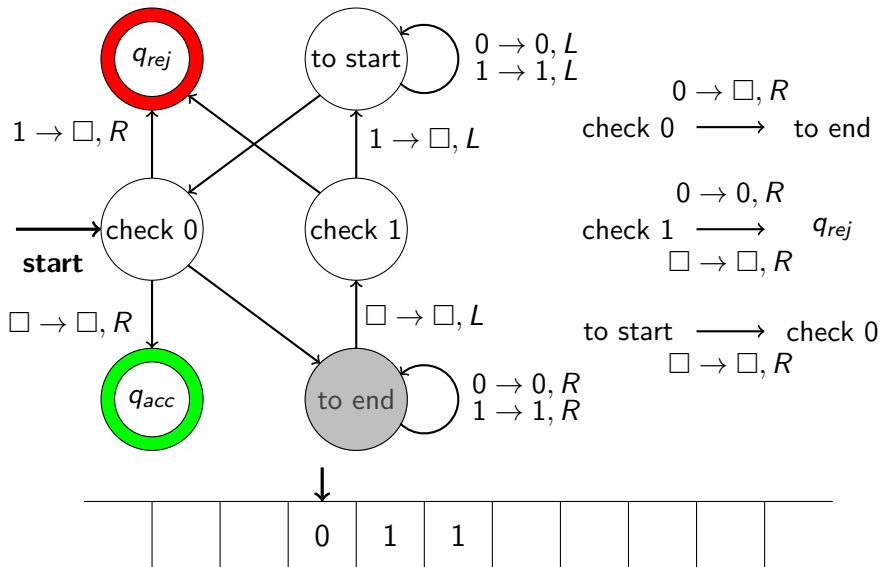 q_rej
to start
0 → 0, L
1 → 1, L
0 → □, R
check 0 → to end
1 → □, R
1 → □, L
0 → 0, R
check 1 → q_rej
□ → □, R
start
check 0
check 1
□ → □, R
□ → □, L
to start → check 0
□ → □, R
q_acc
to end
0 → 0, R
1 → 1, R
0 1 1